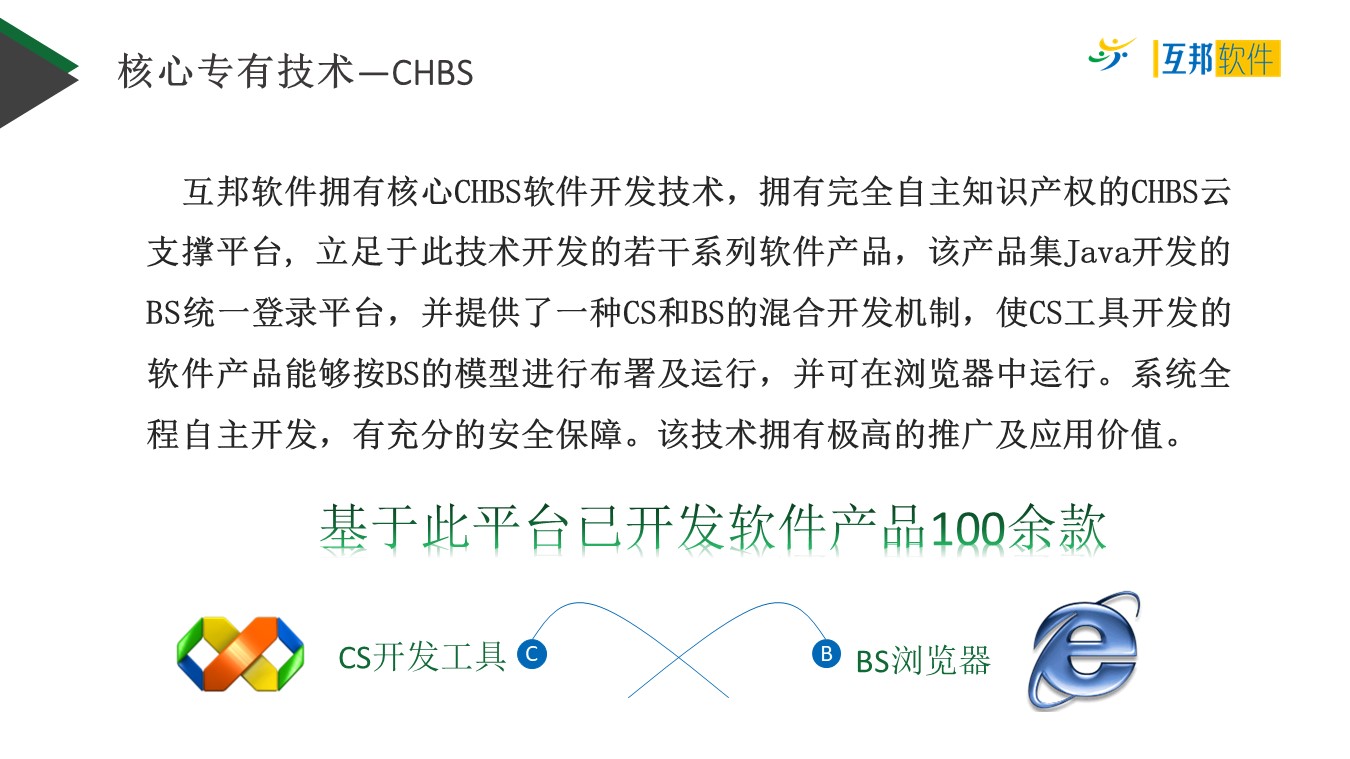 核心专有技术—CHBS
互邦软件
互邦软件拥有核心CHBS软件开发技术，拥有完全自主知识产权的CHBS云
支撑平台, 立足于此技术开发的若干系列软件产品，该产品集Java开发的
BS统一登录平台，并提供了一种CS和BS的混合开发机制，使CS工具开发的
软件产品能够按BS的模型进行布署及运行，并可在浏览器中运行。系统全
程自主开发，有充分的安全保障。该技术拥有极高的推广及应用价值。
基于此平台已开发软件产品100余款
CS开发工具 C
B BS浏览器